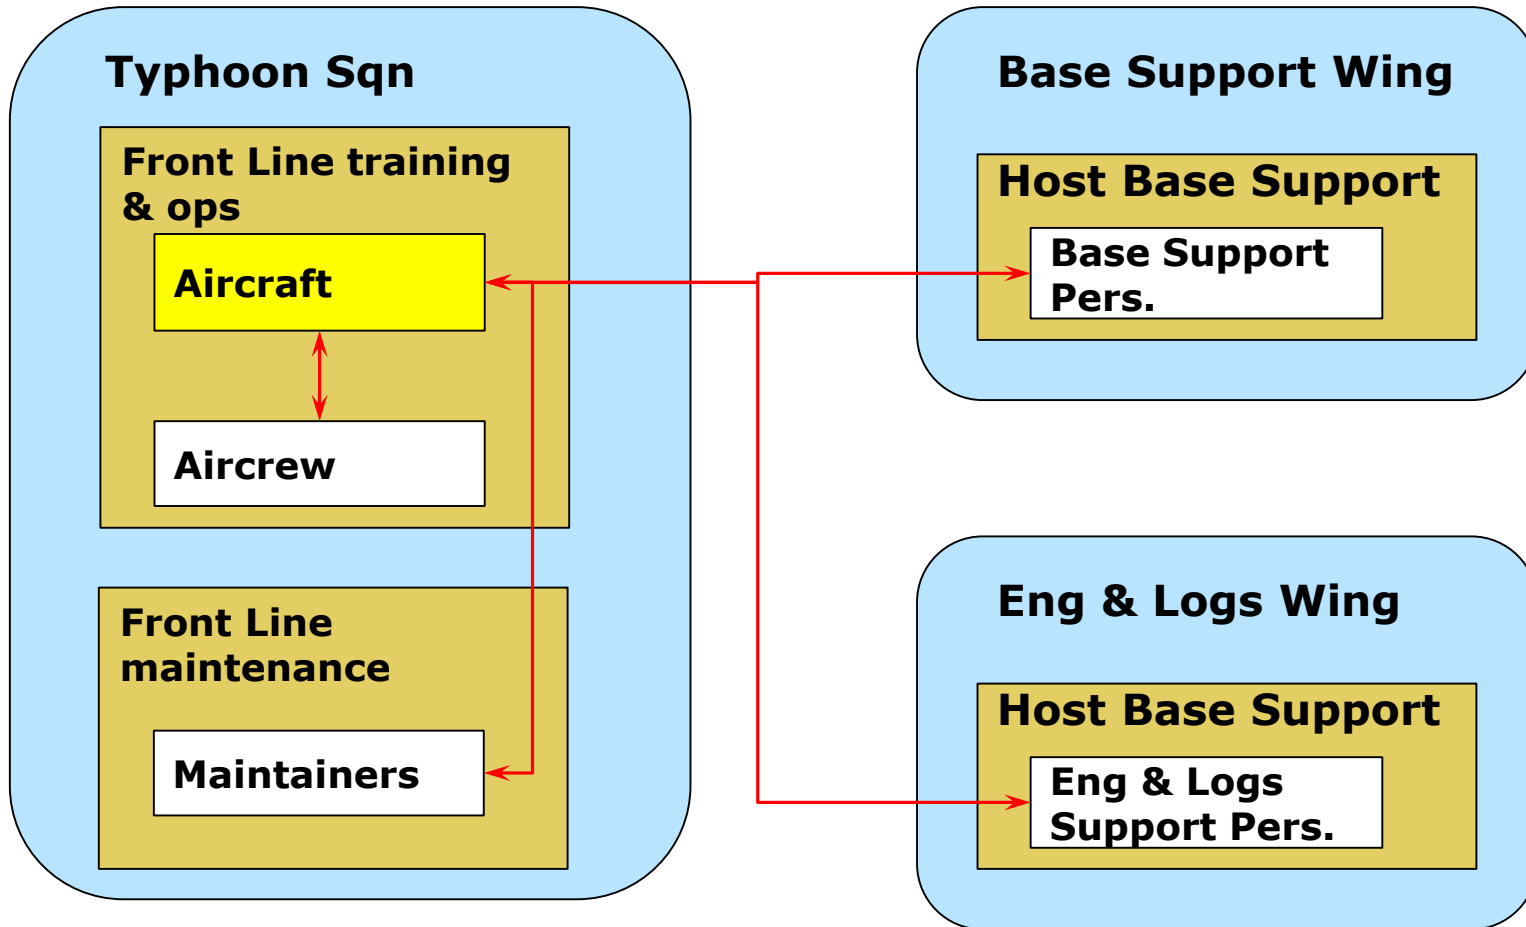 Typhoon Sqn
Front Line training
& ops
Aircraft
Aircrew
Front Line
maintenance
Maintainers
Base Support Wing
Host Base Support
Base Support
Pers.
Eng & Logs Wing
Host Base Support
Eng & Logs
Support Pers.